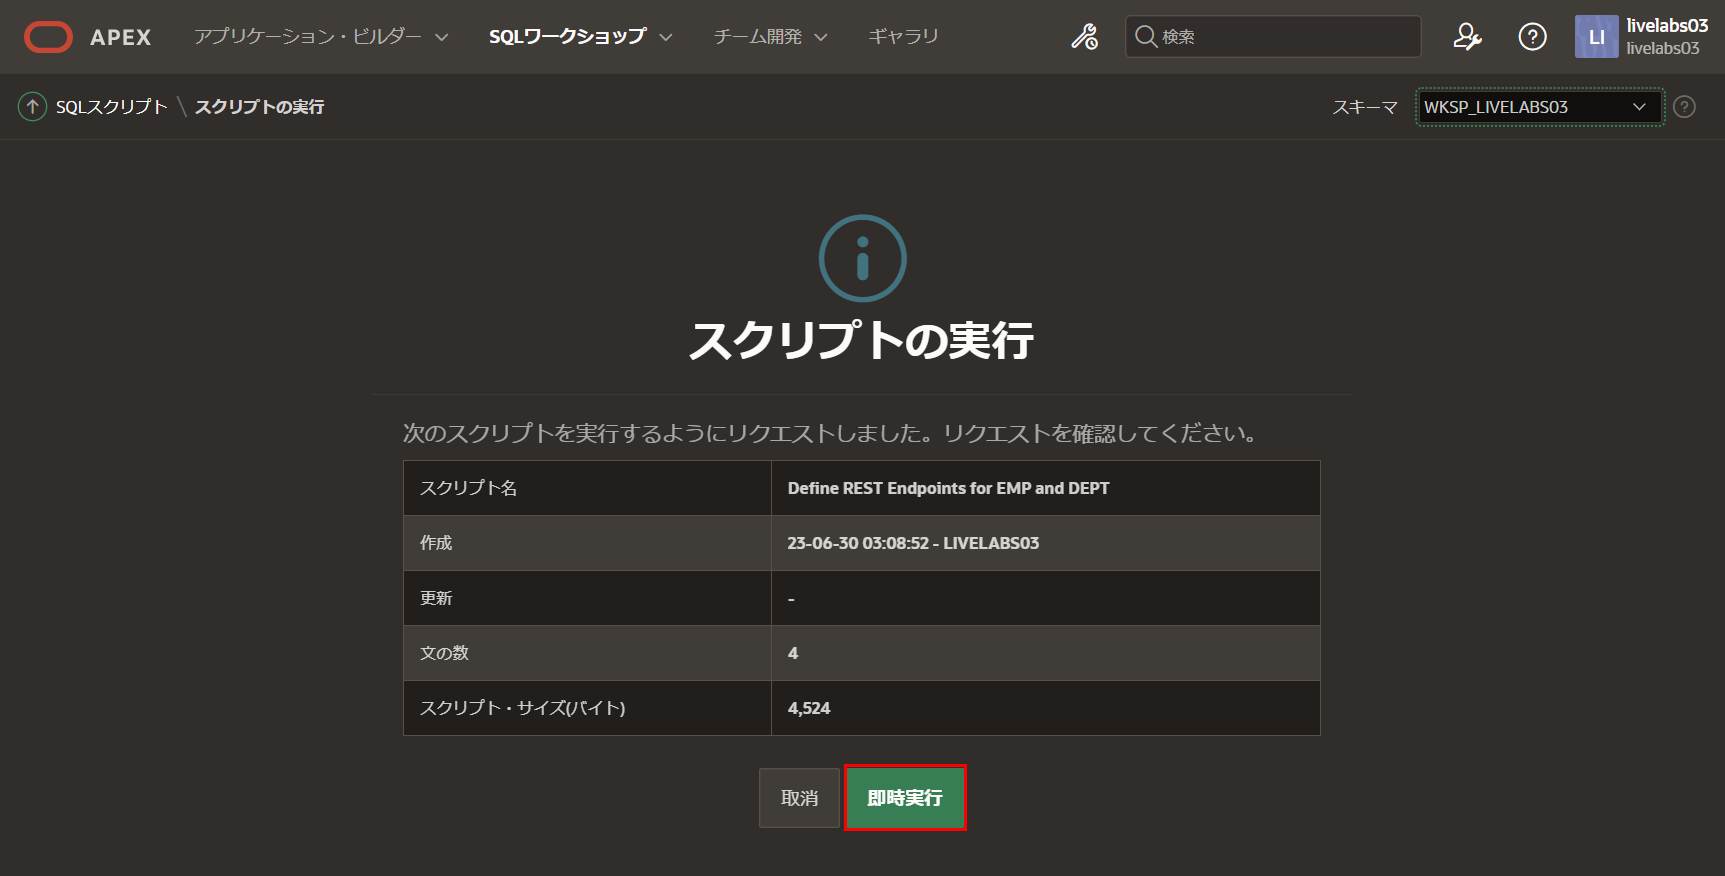 APEX アプリケーション・ビルダー SQLワークショップ チーム開発 ギャラリ 検索 ? LI livelabs03
livelabs03
SQLスクリプト \ スクリプトの実行 スキーマ WKSP_LIVELABS03 ?
スクリプトの実行
次のスクリプトを実行するようにリクエストしました。リクエストを確認してください。
スクリプト名 Define REST Endpoints for EMP and DEPT
作成 23-06-30 03:08:52 - LIVELABS03
更新 -
文の数 4
スクリプト・サイズ(バイト) 4,524
取消 即時実行